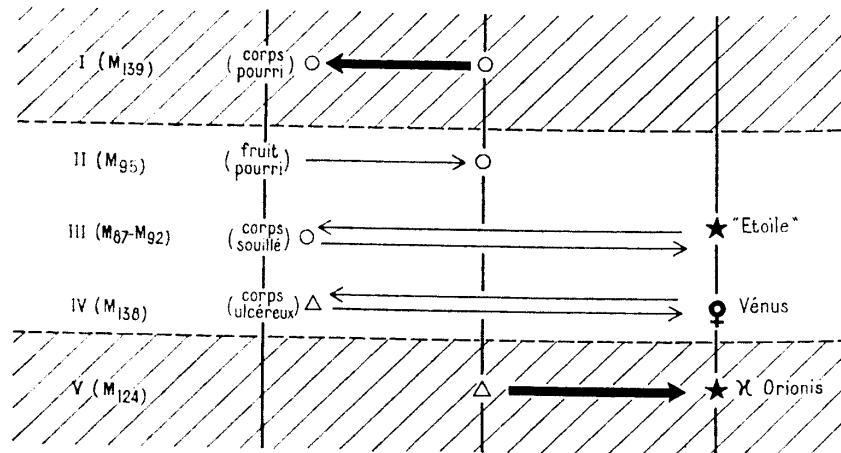 I (M139)
(corps pourri)
II (M95)
(fruit pourri)
III (M87-M92)
(corps souillé)
"Etoile"
IV (M138)
(corps ulcéreux)
Vénus
V (M124)
ϰ Orionis